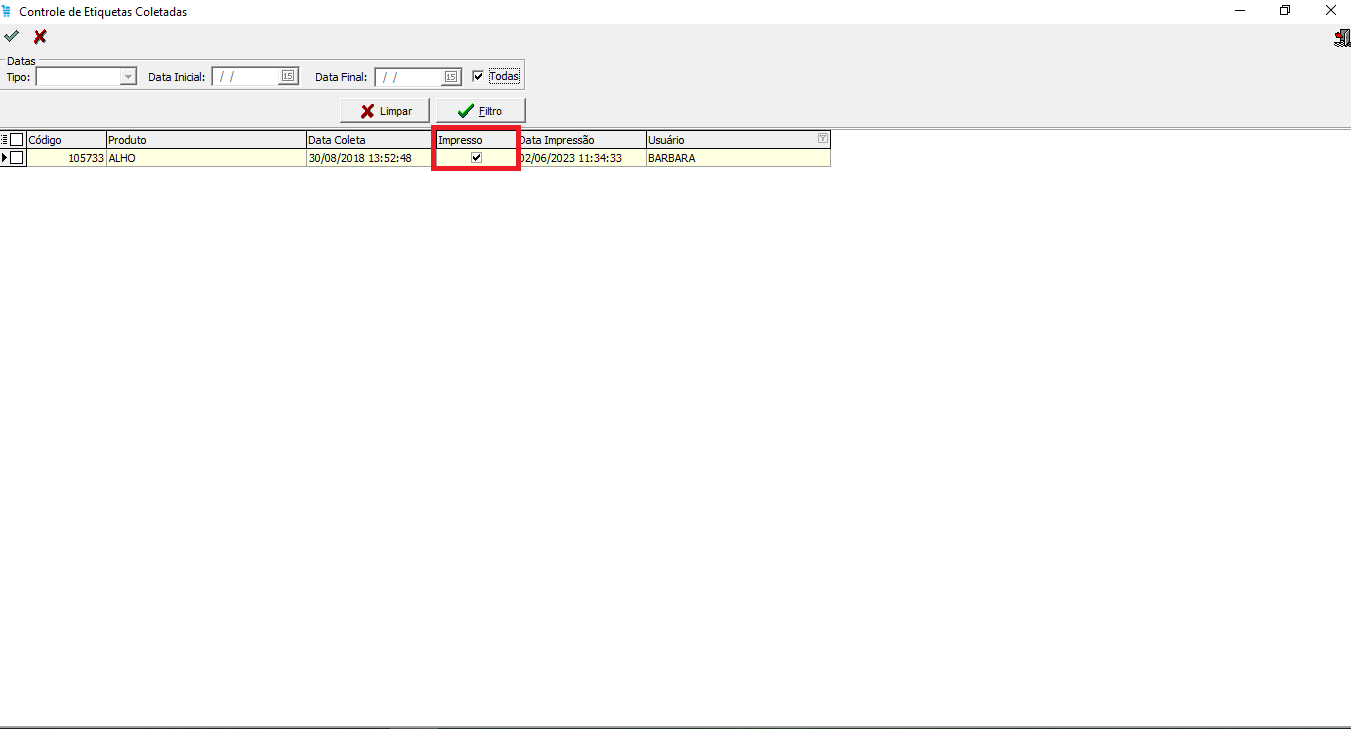 Controle de Etiquetas Coletadas
Datas
Tipo: Data Inicial: / / 15 Data Final: / / 15 Todas
Limpar Filtro
Código Produto Data Coleta Impresso Data Impressão Usuário
105733 ALHO 30/08/2018 13:52:48 02/06/2023 11:34:33 BARBARA